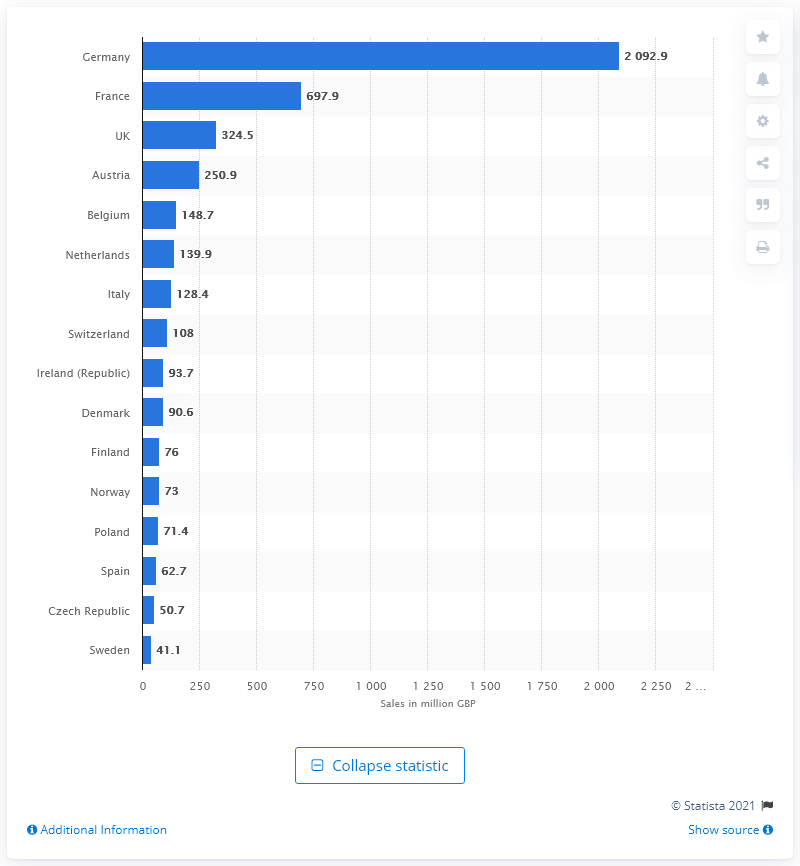 Germany 2 092.9
France 697.9
UK 324.5
Austria 250.9
Belgium 148.7
Netherlands 139.9
Italy 128.4
Switzerland 108
Ireland (Republic) 93.7
Denmark 90.6
Finland 76
Norway 73
Poland 71.4
Spain 62.7
Czech Republic 50.7
Sweden 41.1
0 250 500 750 1 000 1 250 1 500 1 750 2 000 2 250 2 ...
Sales in million GBP
Collapse statistic
© Statista 2021
Additional Information Show source